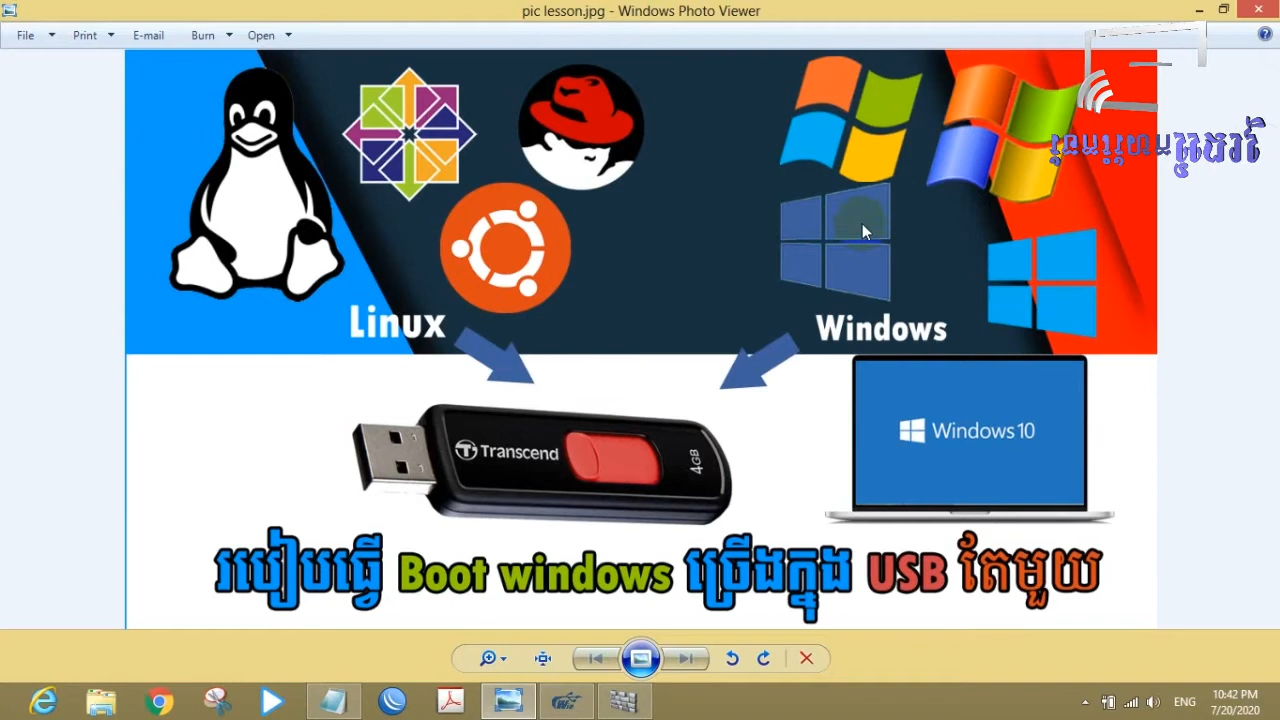 pic lesson.jpg - Windows Photo Viewer
File Print E-mail Burn Open
Linux
Windows
Transcend
4GB
Windows 10
របៀបធ្វើ Boot windows ច្រើនក្នុង USB តែមួយ
ENG
10:42 PM
7/20/2020